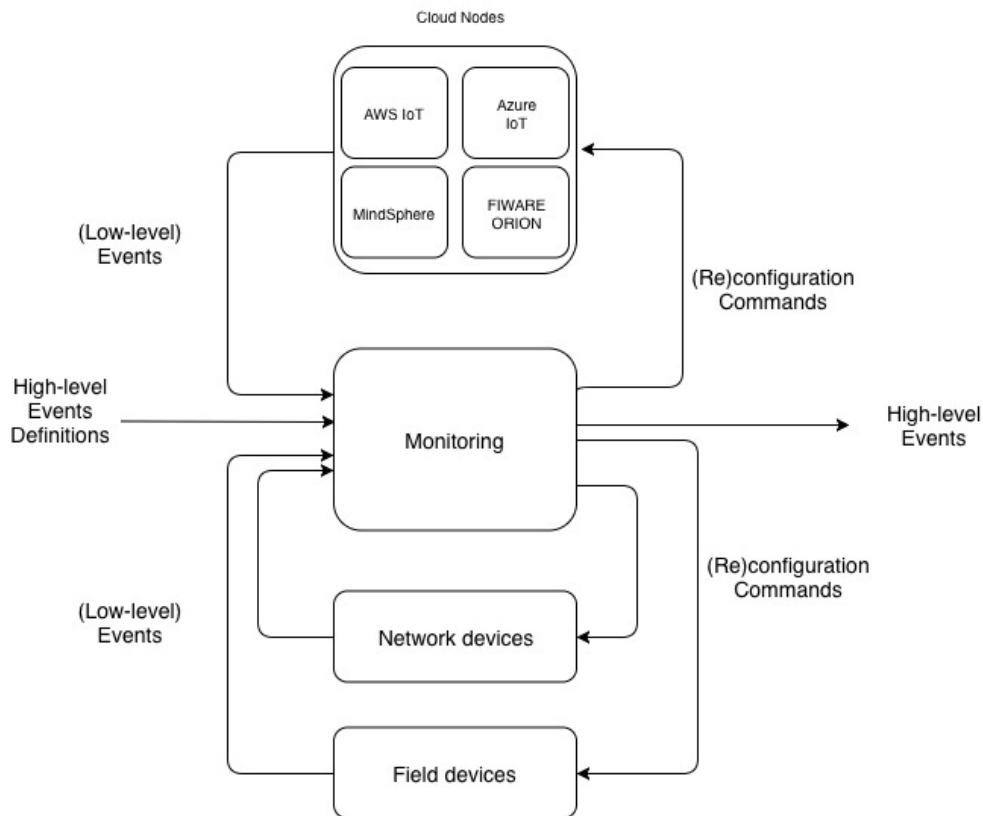 Cloud Nodes
AWS IoT
Azure
IoT
MindSphere
FIWARE
ORION
(Low-level)
Events
(Re)configuration
Commands
High-level
Events
Definitions
Monitoring
High-level
Events
(Re)configuration
Commands
(Low-level)
Events
Network devices
Field devices